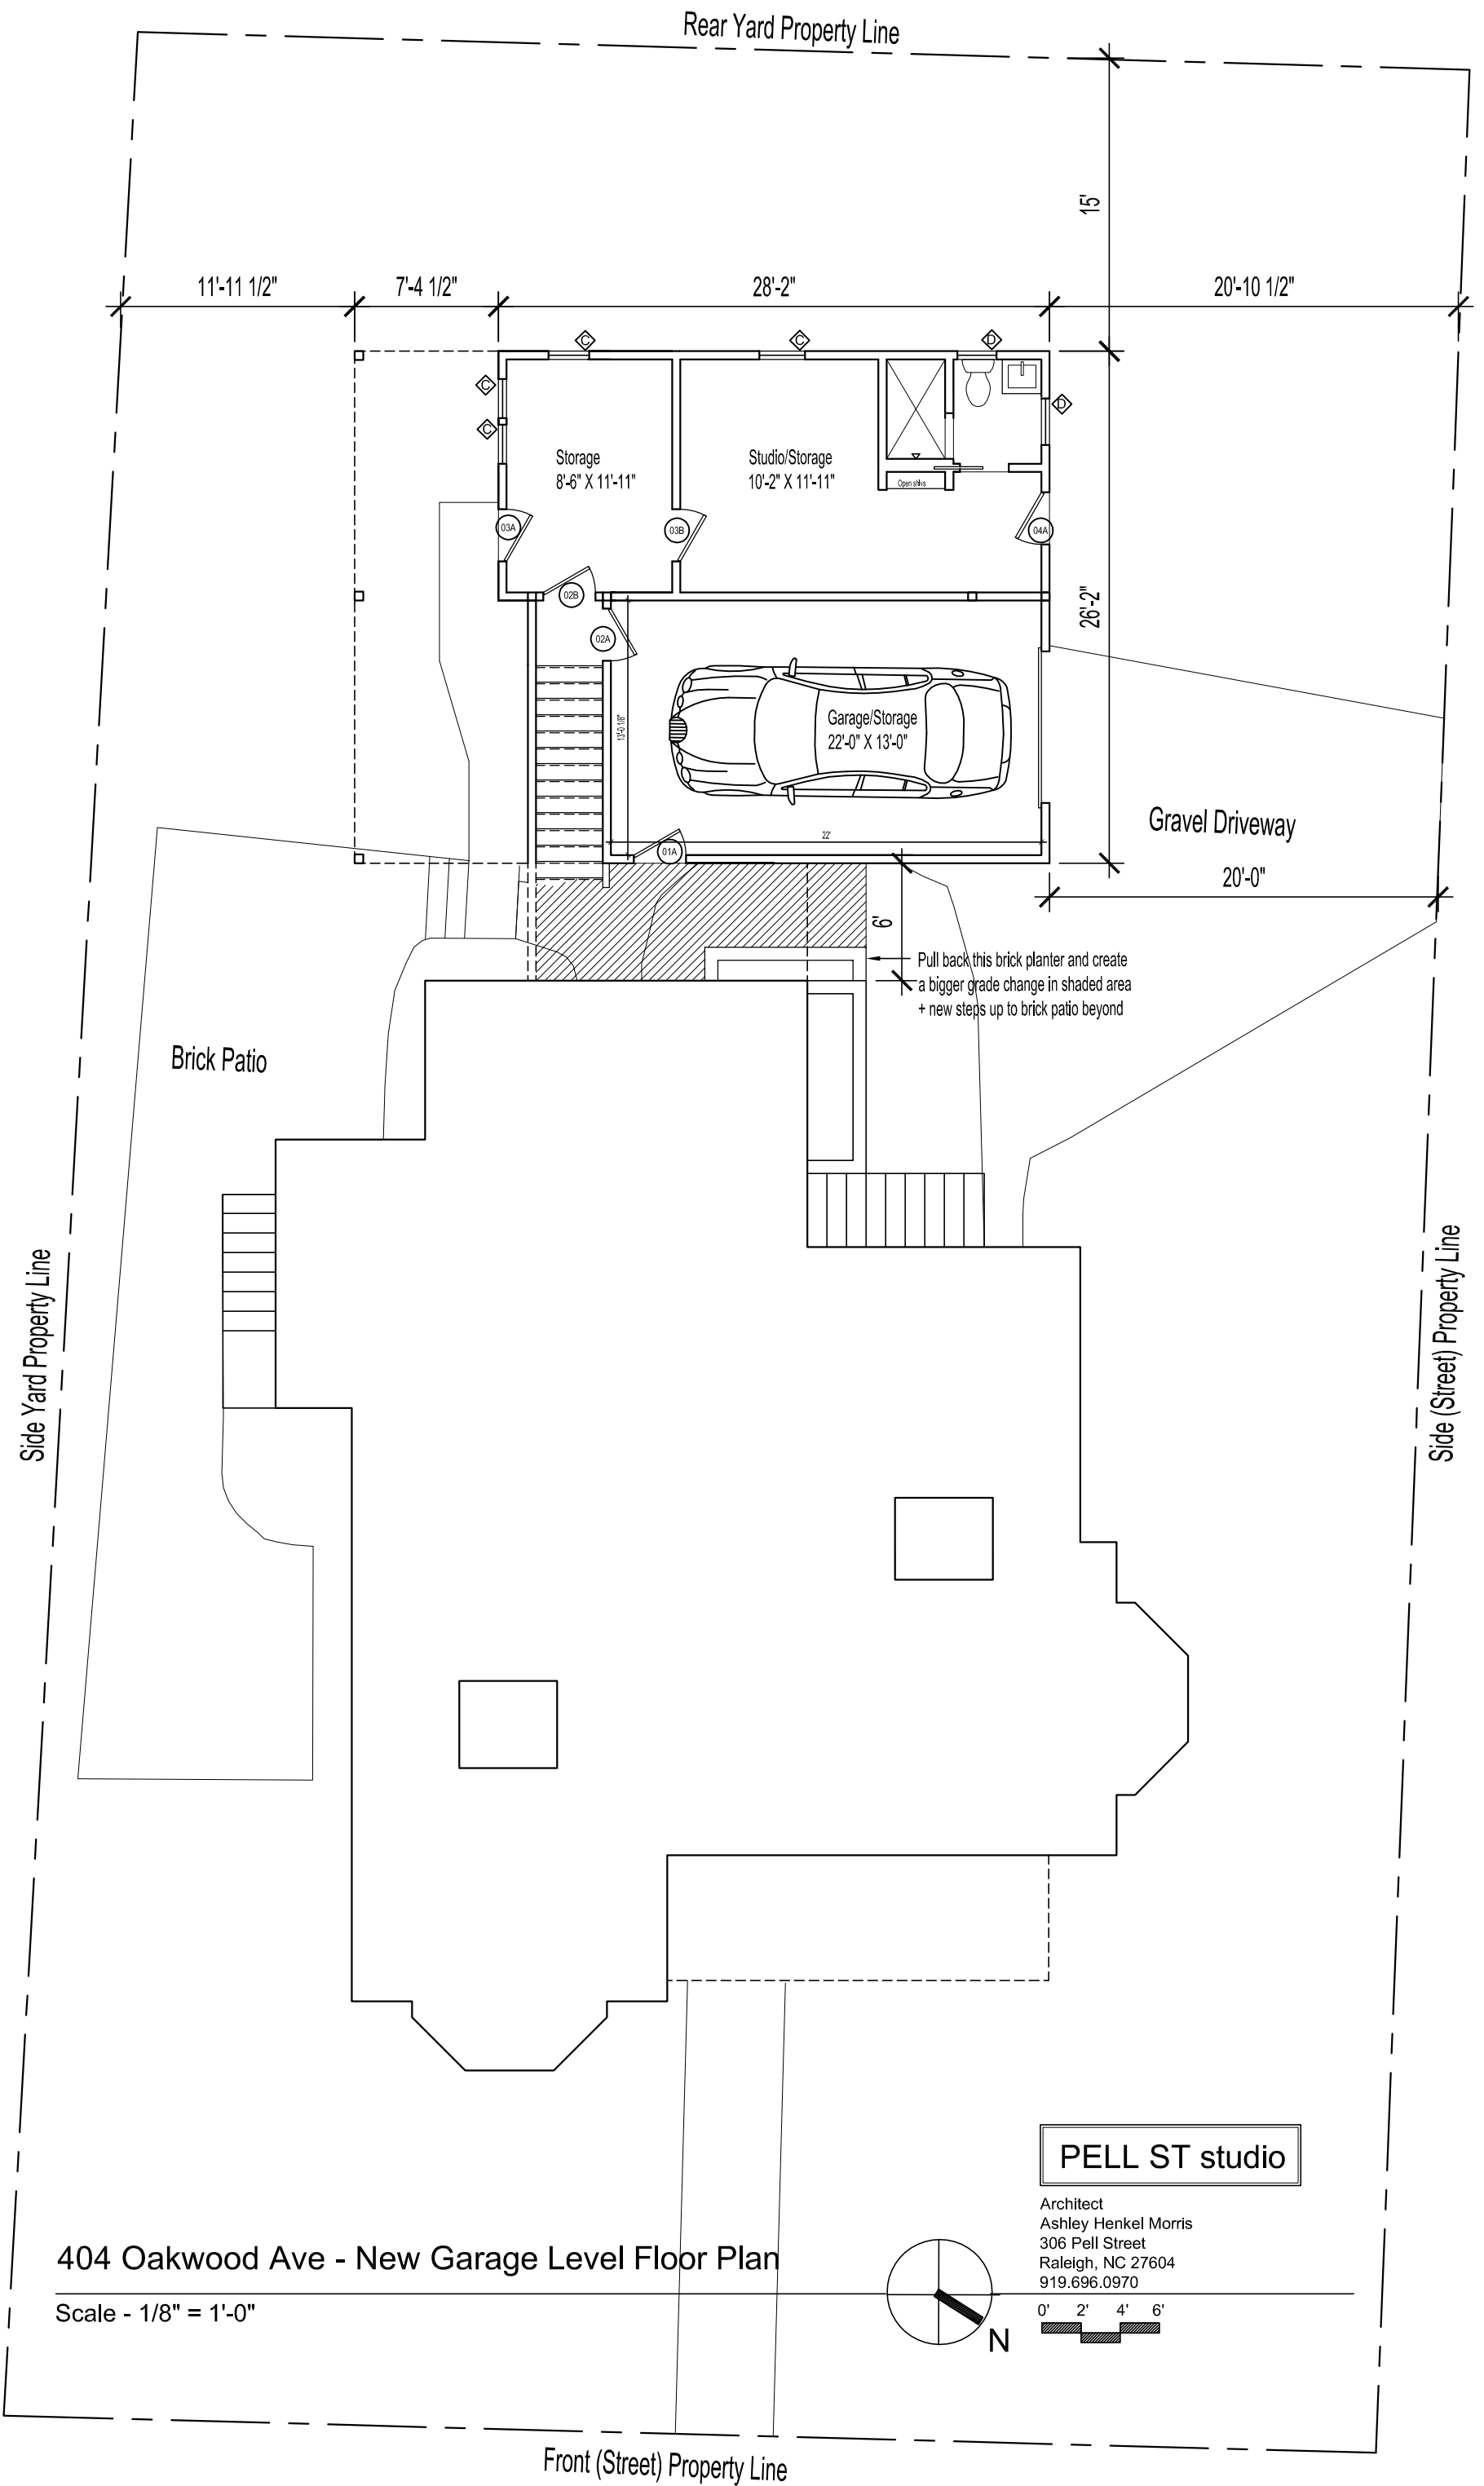 Rear Yard Property Line
15'
11'-11 1/2"
7'-4 1/2"
28'-2"
20'-10 1/2"
C
C
D
C
C
D
Storage
8'-6" X 11'-11"
Studio/Storage
10'-2" X 11'-11"
Open shlvs
03A
03B
04A
02B
02A
26'-2"
13'-0 1/8"
Garage/Storage
22'-0" X 13'-0"
22'
01A
Gravel Driveway
20'-0"
6'
Pull back this brick planter and create
a bigger grade change in shaded area
+ new steps up to brick patio beyond
Brick Patio
Side Yard Property Line
Side (Street) Property Line
PELL ST studio
Architect
Ashley Henkel Morris
306 Pell Street
Raleigh, NC 27604
919.696.0970
404 Oakwood Ave - New Garage Level Floor Plan
Scale - 1/8" = 1'-0"
N
0' 2' 4' 6'
Front (Street) Property Line